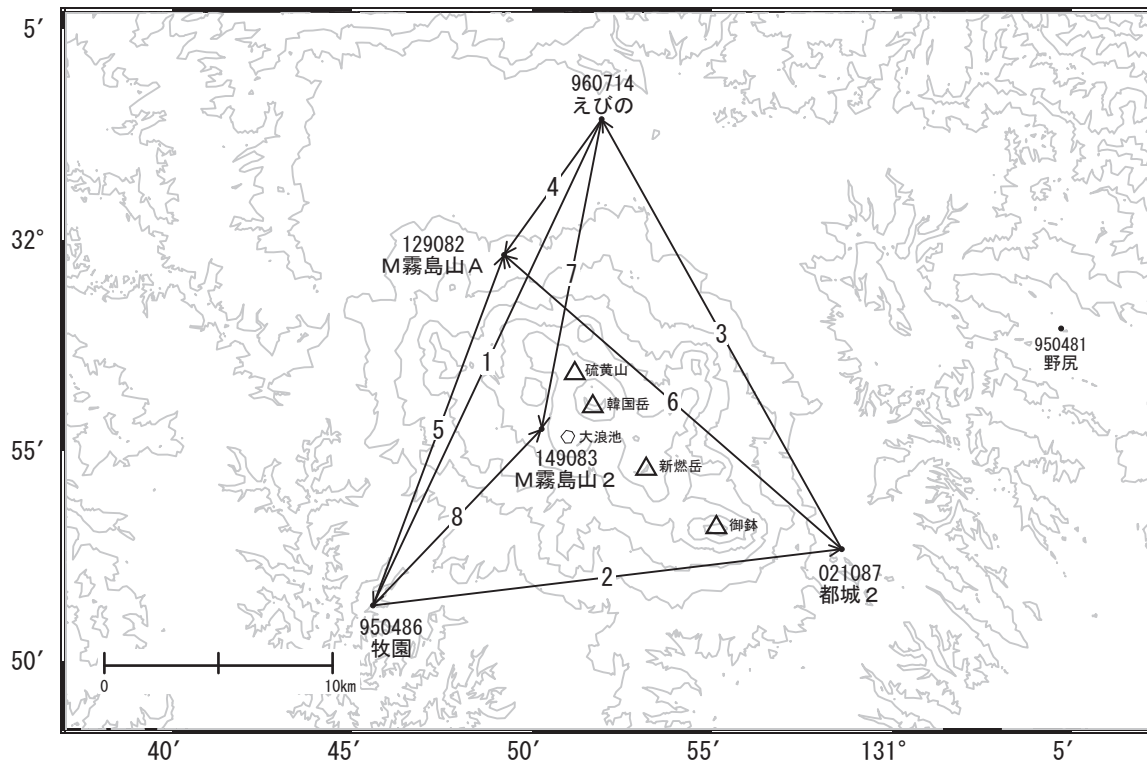 5′
960714
えびの
4
32°
129082
M霧島山A
7
3
950481
野尻
1
硫黄山
6
韓国岳
5
大浪池
55′
149083
M霧島山2
新燃岳
8
御鉢
021087
都城2
2
950486
牧園
50′
0
10km
40′
45′
50′
55′
131°
5′